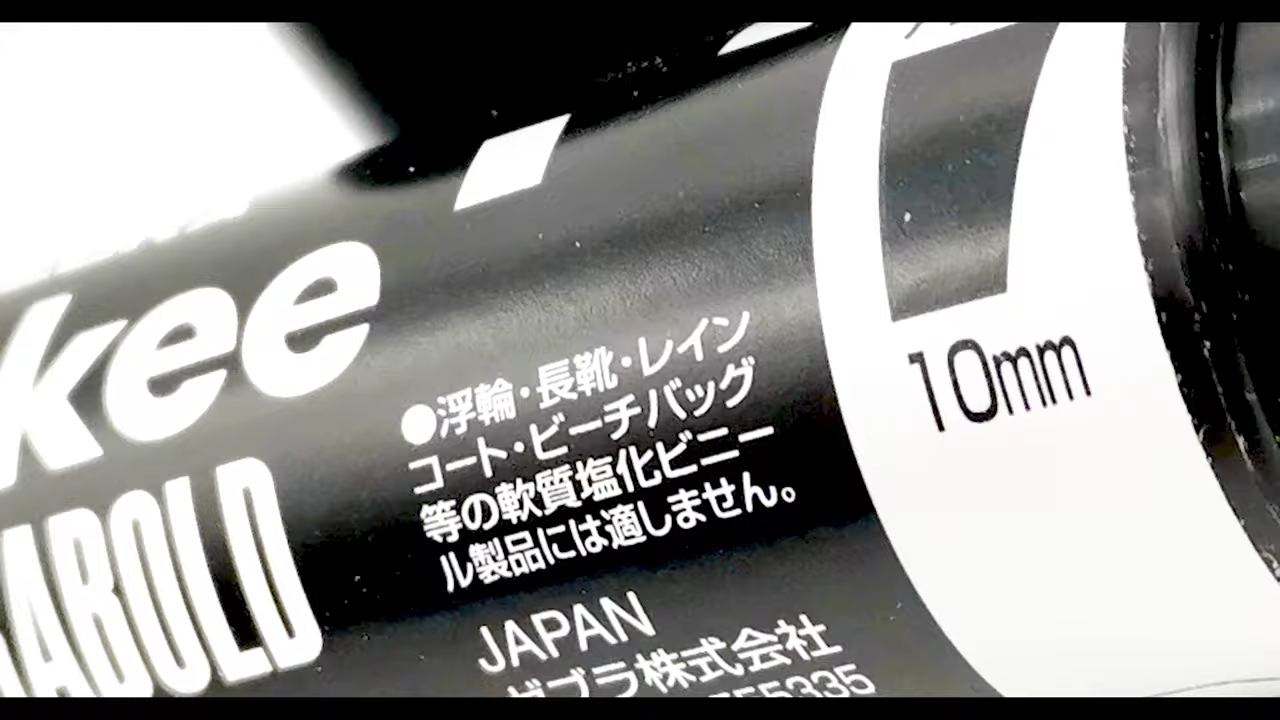 kee
ABOLD
●浮輪・長靴・レイン
コート・ビーチバッグ
等の軟質塩化ビニー
ル製品には適しません。
JAPAN
ゼブラ株式会社
55335
10mm